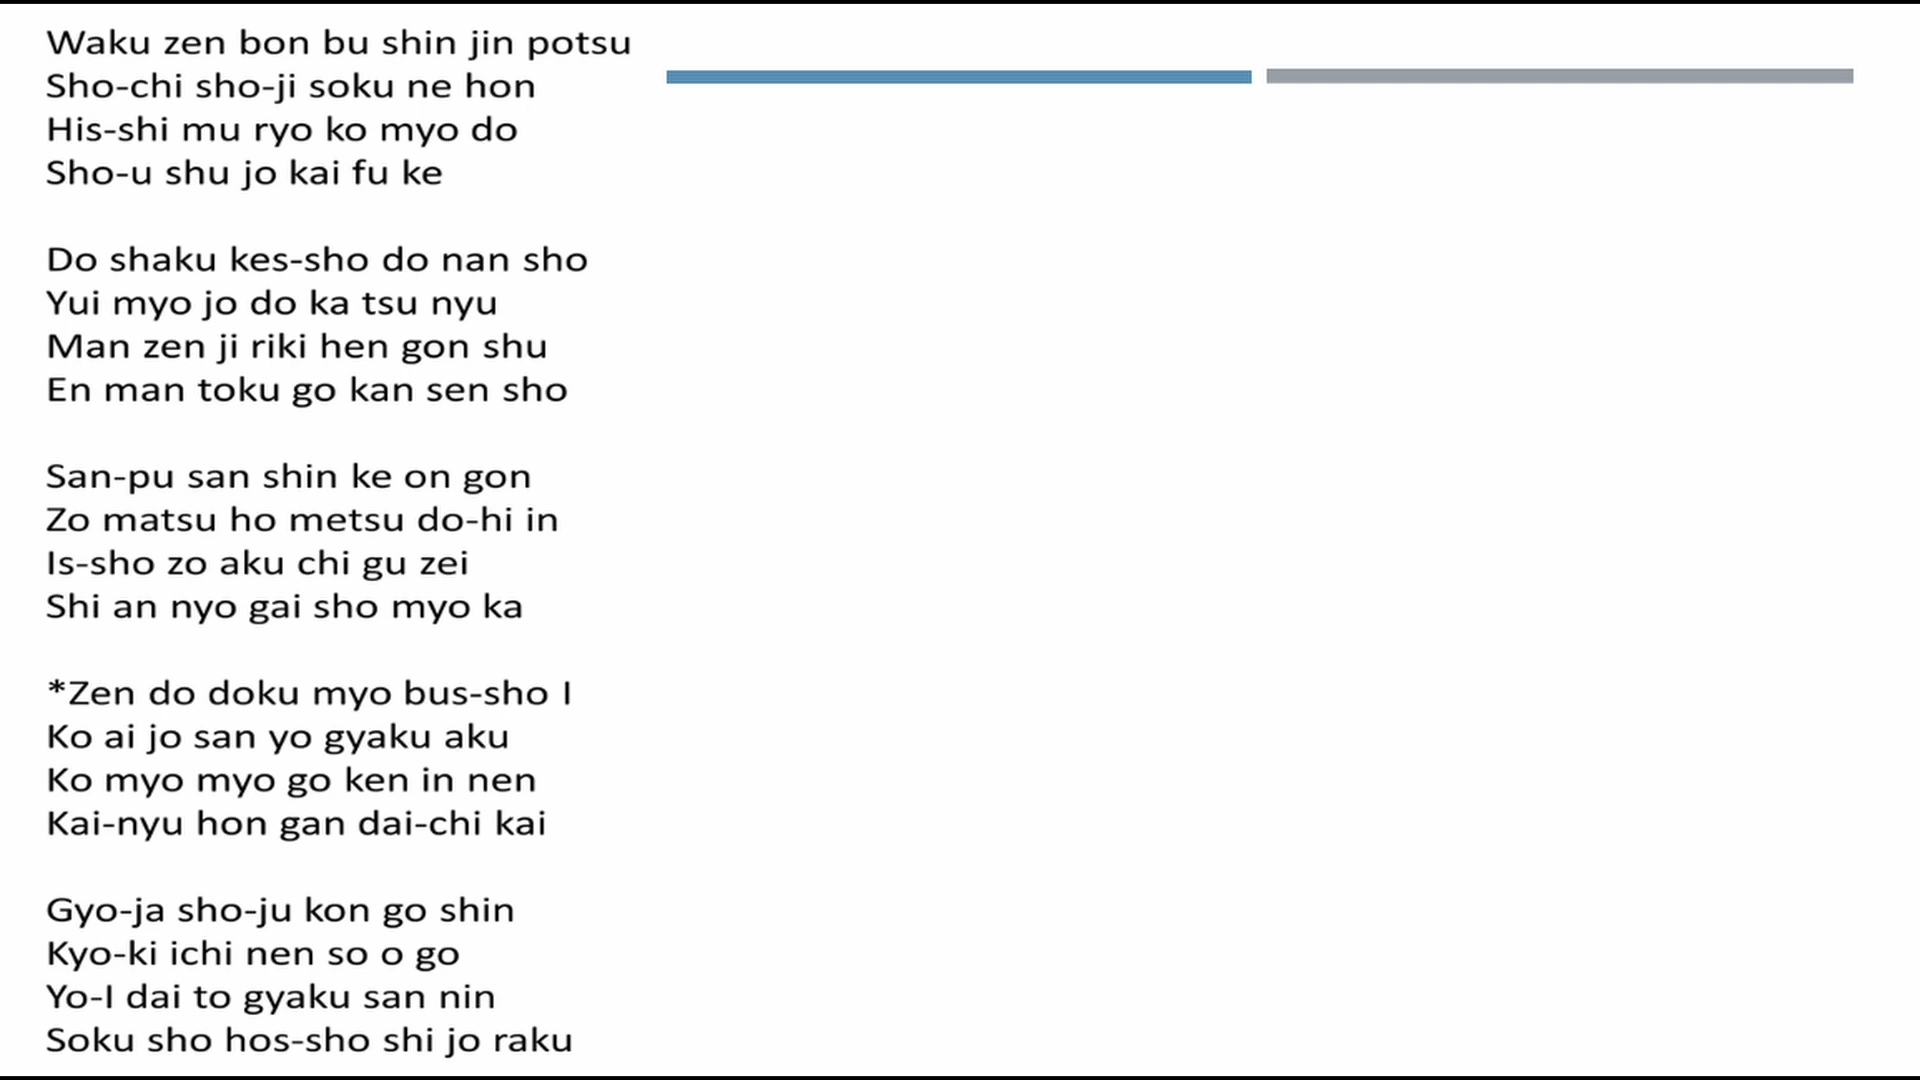 Waku zen bon bu shin jin potsu
Sho-chi sho-ji soku ne hon
His-shi mu ryo ko myo do
Sho-u shu jo kai fu ke
Do shaku kes-sho do nan sho
Yui myo jo do ka tsu nyu
Man zen ji riki hen gon shu
En man toku go kan sen sho
San-pu san shin ke on gon
Zo matsu ho metsu do-hi in
Is-sho zo aku chi gu zei
Shi an nyo gai sho myo ka
*Zen do doku myo bus-sho I
Ko ai jo san yo gyaku aku
Ko myo myo go ken in nen
Kai-nyu hon gan dai-chi kai
Gyo-ja sho-ju kon go shin
Kyo-ki ichi nen so o go
Yo-I dai to gyaku san nin
Soku sho hos-sho shi jo raku